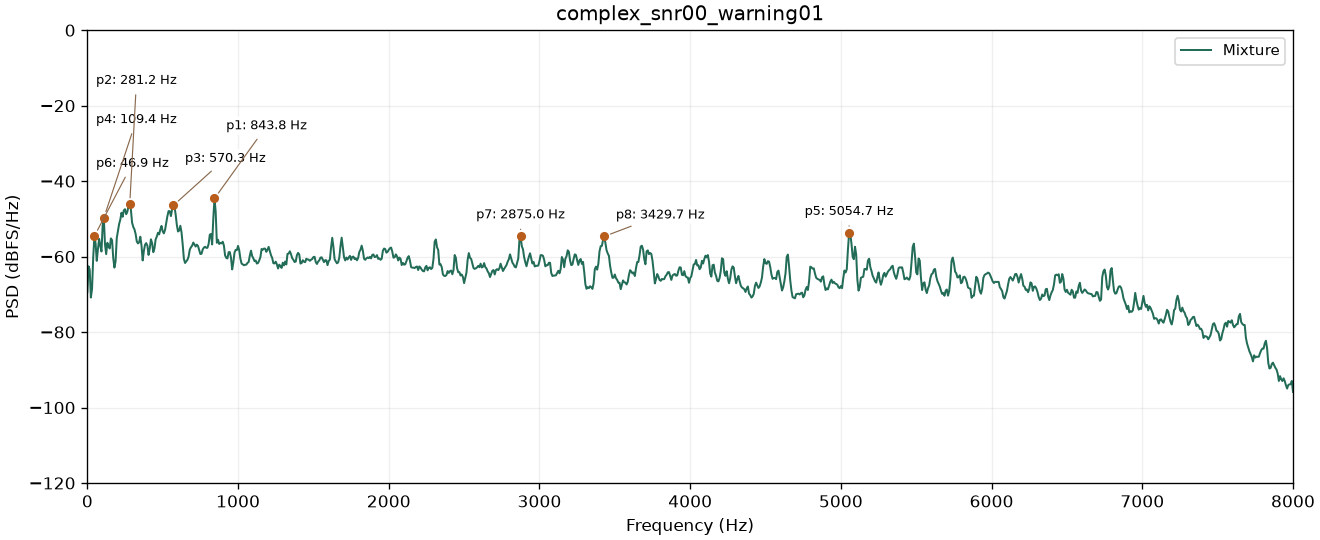 complex_snr00_warning01
Mixture
p2: 281.2 Hz
p4: 109.4 Hz
p1: 843.8 Hz
p6: 46.9 Hz
p3: 570.3 Hz
p7: 2875.0 Hz
p8: 3429.7 Hz
p5: 5054.7 Hz
PSD (dBFS/Hz)
0
−20
−40
−60
−80
−100
−120
0 1000 2000 3000 4000 5000 6000 7000 8000
Frequency (Hz)